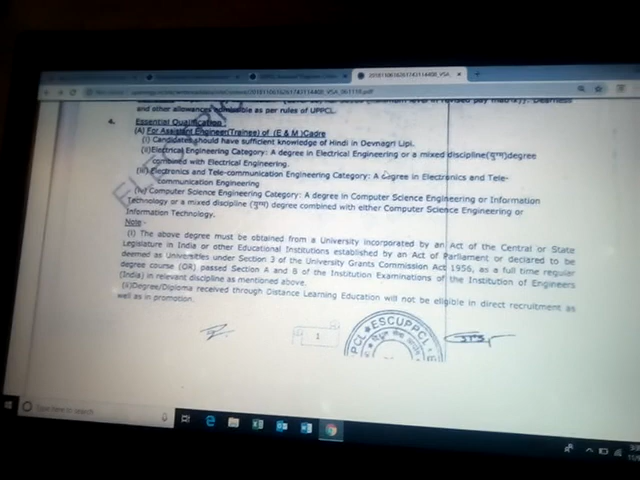 2018110616261743114408_VSA_061118.pdf
and other allowances admissible as per rules of UPPCL.
4. Essential Qualification
(A) For Assistant Engineer(Trainee) of (E & M)Cadre
(i) Candidates should have sufficient knowledge of Hindi in Devnagri Lipi.
(ii)Electrical Engineering Category: A degree in Electrical Engineering or a mixed discipline(युग्म)degree
combined with Electrical Engineering.
(iii)Electronics and Tele-communication Engineering Category: A degree in Electronics and Tele-
communication Engineering
(iv) Computer Science Engineering Category: A degree in Computer Science Engineering or Information
Technology or a mixed discipline (युग्म) degree combined with either Computer Science Engineering or
Information Technology.
Note:-
(i) The above degree must be obtained from a University incorporated by an Act of the Central or State
Legislature in India or other Educational Institutions established by an Act of Parliament or declared to be
deemed as Universities under Section 3 of the University Grants Commission Act 1956, as a full time regular
degree course (OR) passed Section A and B of the Institution Examinations of the Institution of Engineers
(India) in relevant discipline as mentioned above.
(ii)Degree/Diploma received through Distance Learning Education will not be eligible in direct recruitment as
well as in promotion.
1
PCL★ESCUPPCL★E
Type here to search